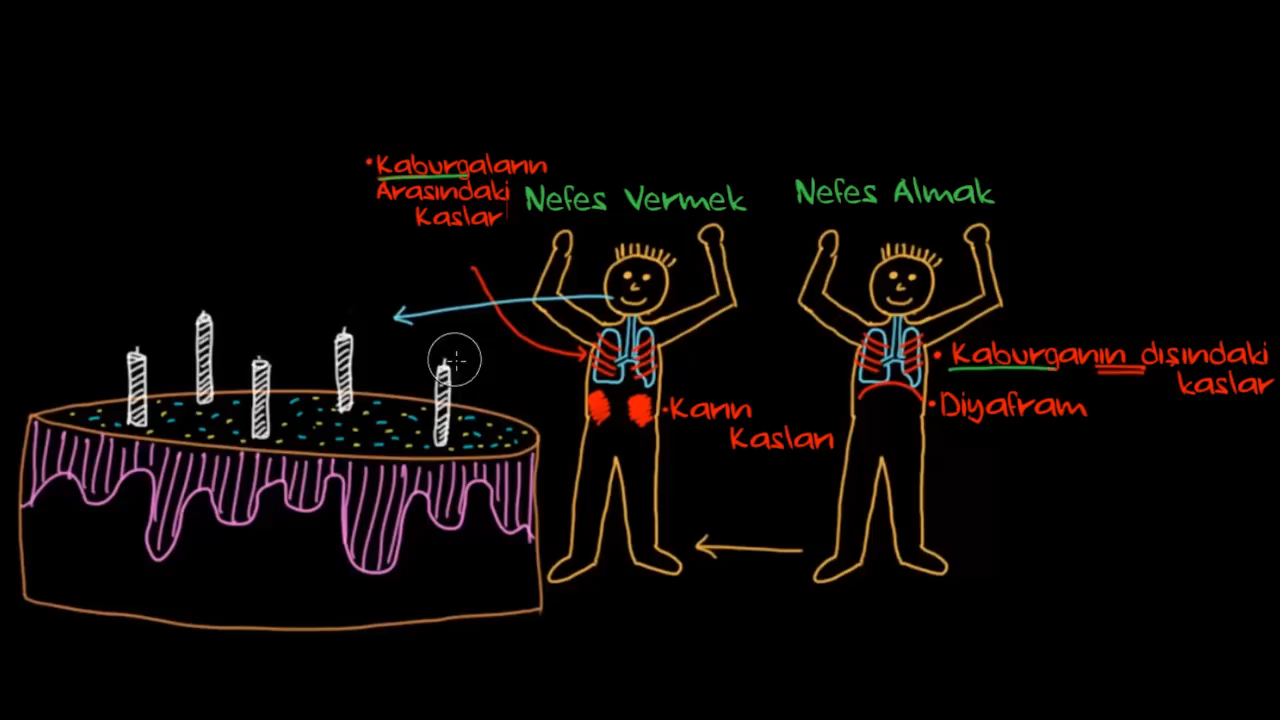 • Kaburgaların
Arasındaki
Kaslar
Nefes Vermek
Nefes Almak
• Kaburganın dışındaki
kaslar
• Diyafram
• Karın
Kasları